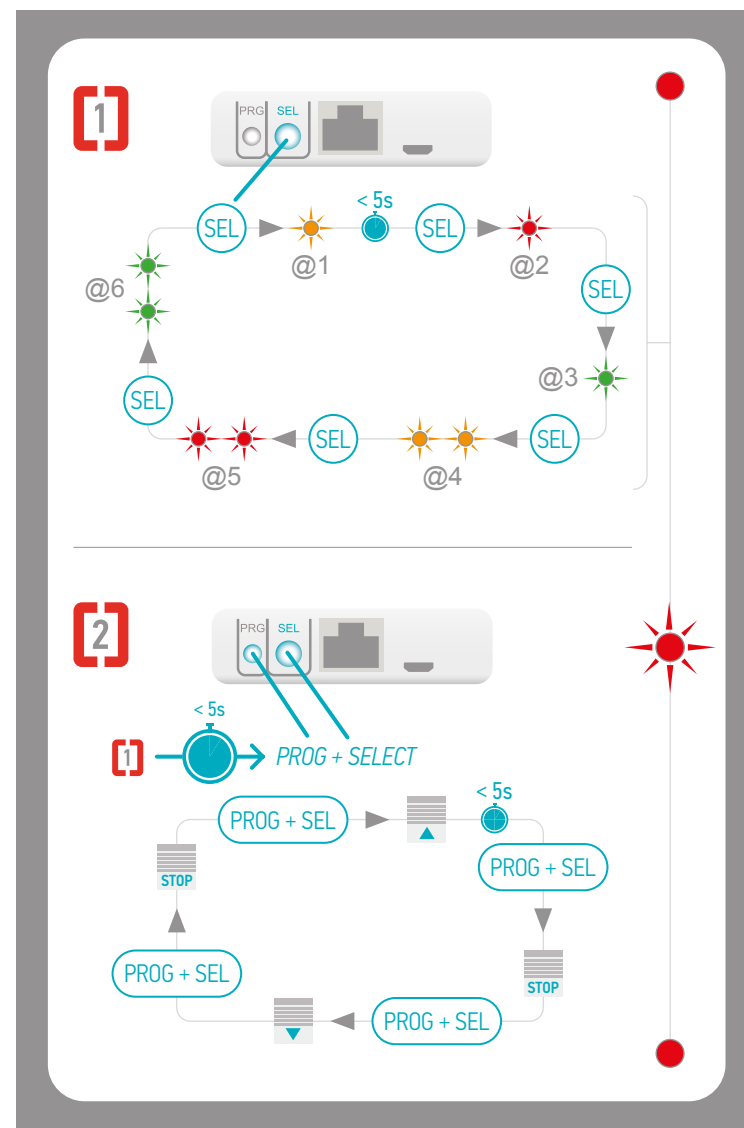 [1]
PRG SEL
< 5s
SEL
SEL
@1
@2
@6
SEL
@3
SEL
SEL
SEL
@5
@4
[2]
PRG SEL
< 5s
[1]
PROG + SELECT
< 5s
PROG + SEL
PROG + SEL
STOP
PROG + SEL
STOP
PROG + SEL